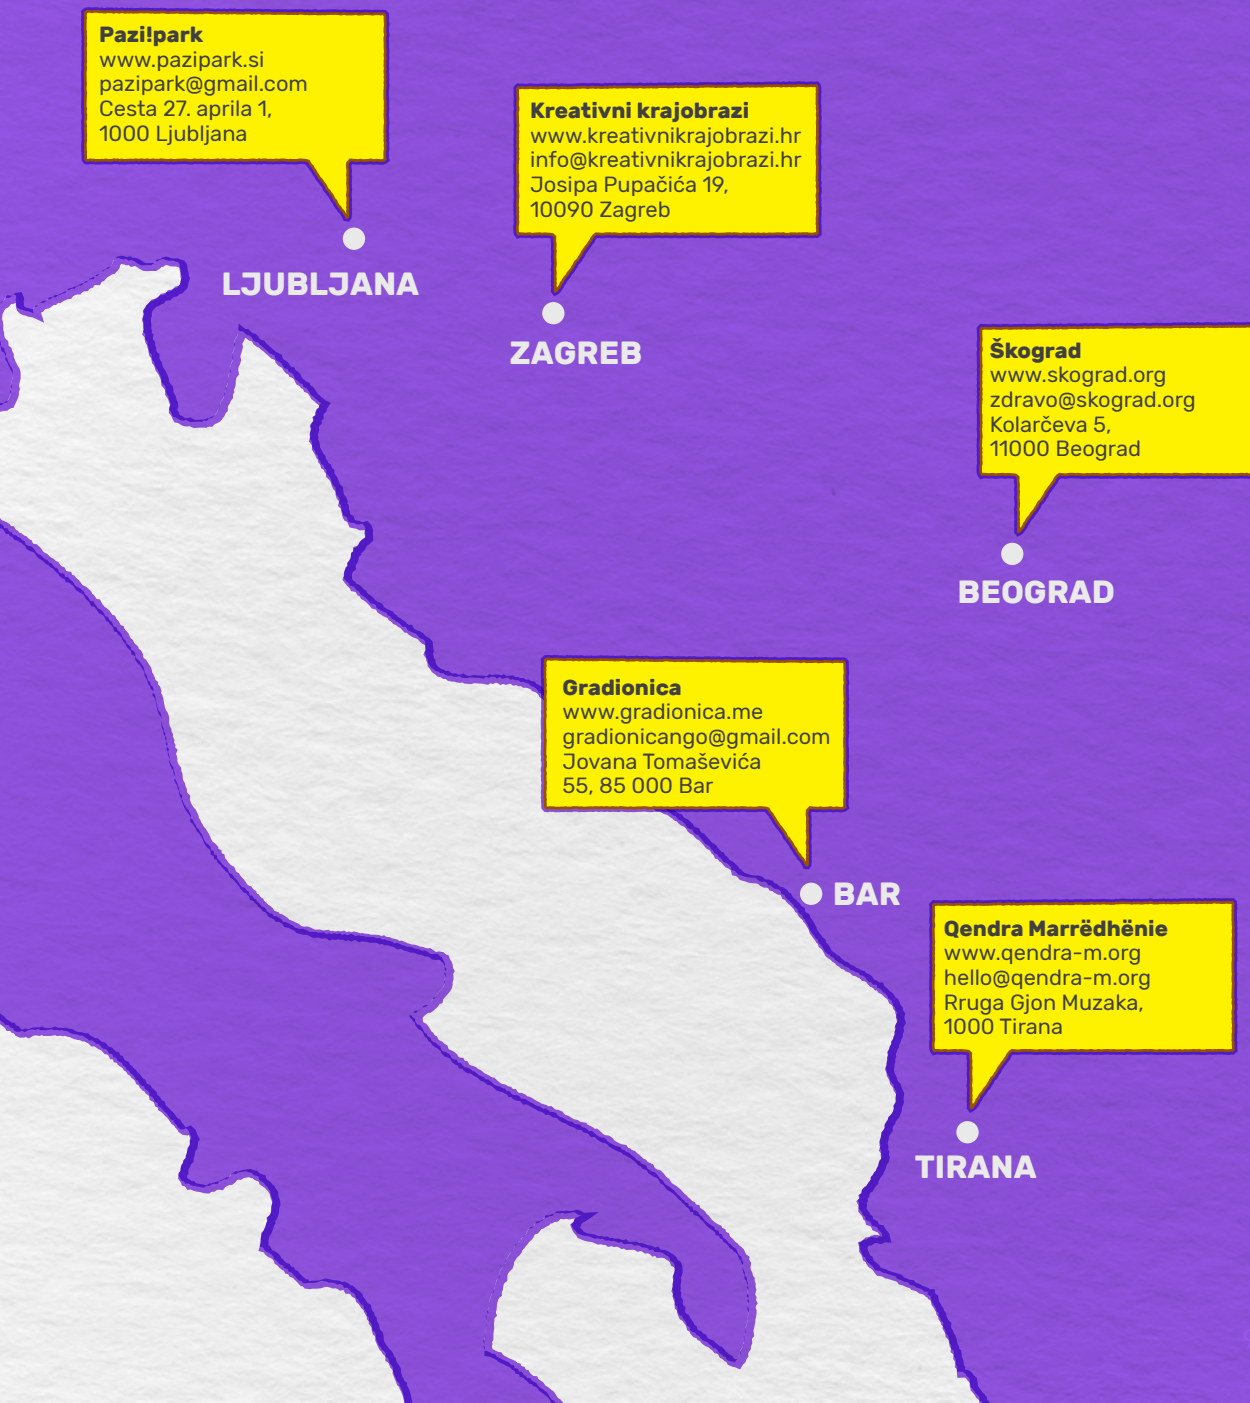 Pazi!park
www.pazipark.si
pazipark@gmail.com
Cesta 27. aprila 1,
1000 Ljubljana
LJUBLJANA
Kreativni krajobrazi
www.kreativnikrajobrazi.hr
info@kreativnikrajobrazi.hr
Josipa Pupačića 19,
10090 Zagreb
ZAGREB
Škograd
www.skograd.org
zdravo@skograd.org
Kolarčeva 5,
11000 Beograd
BEOGRAD
Gradionica
www.gradionica.me
gradionicango@gmail.com
Jovana Tomaševića
55, 85 000 Bar
BAR
Qendra Marrëdhënie
www.qendra-m.org
hello@qendra-m.org
Rruga Gjon Muzaka,
1000 Tirana
TIRANA